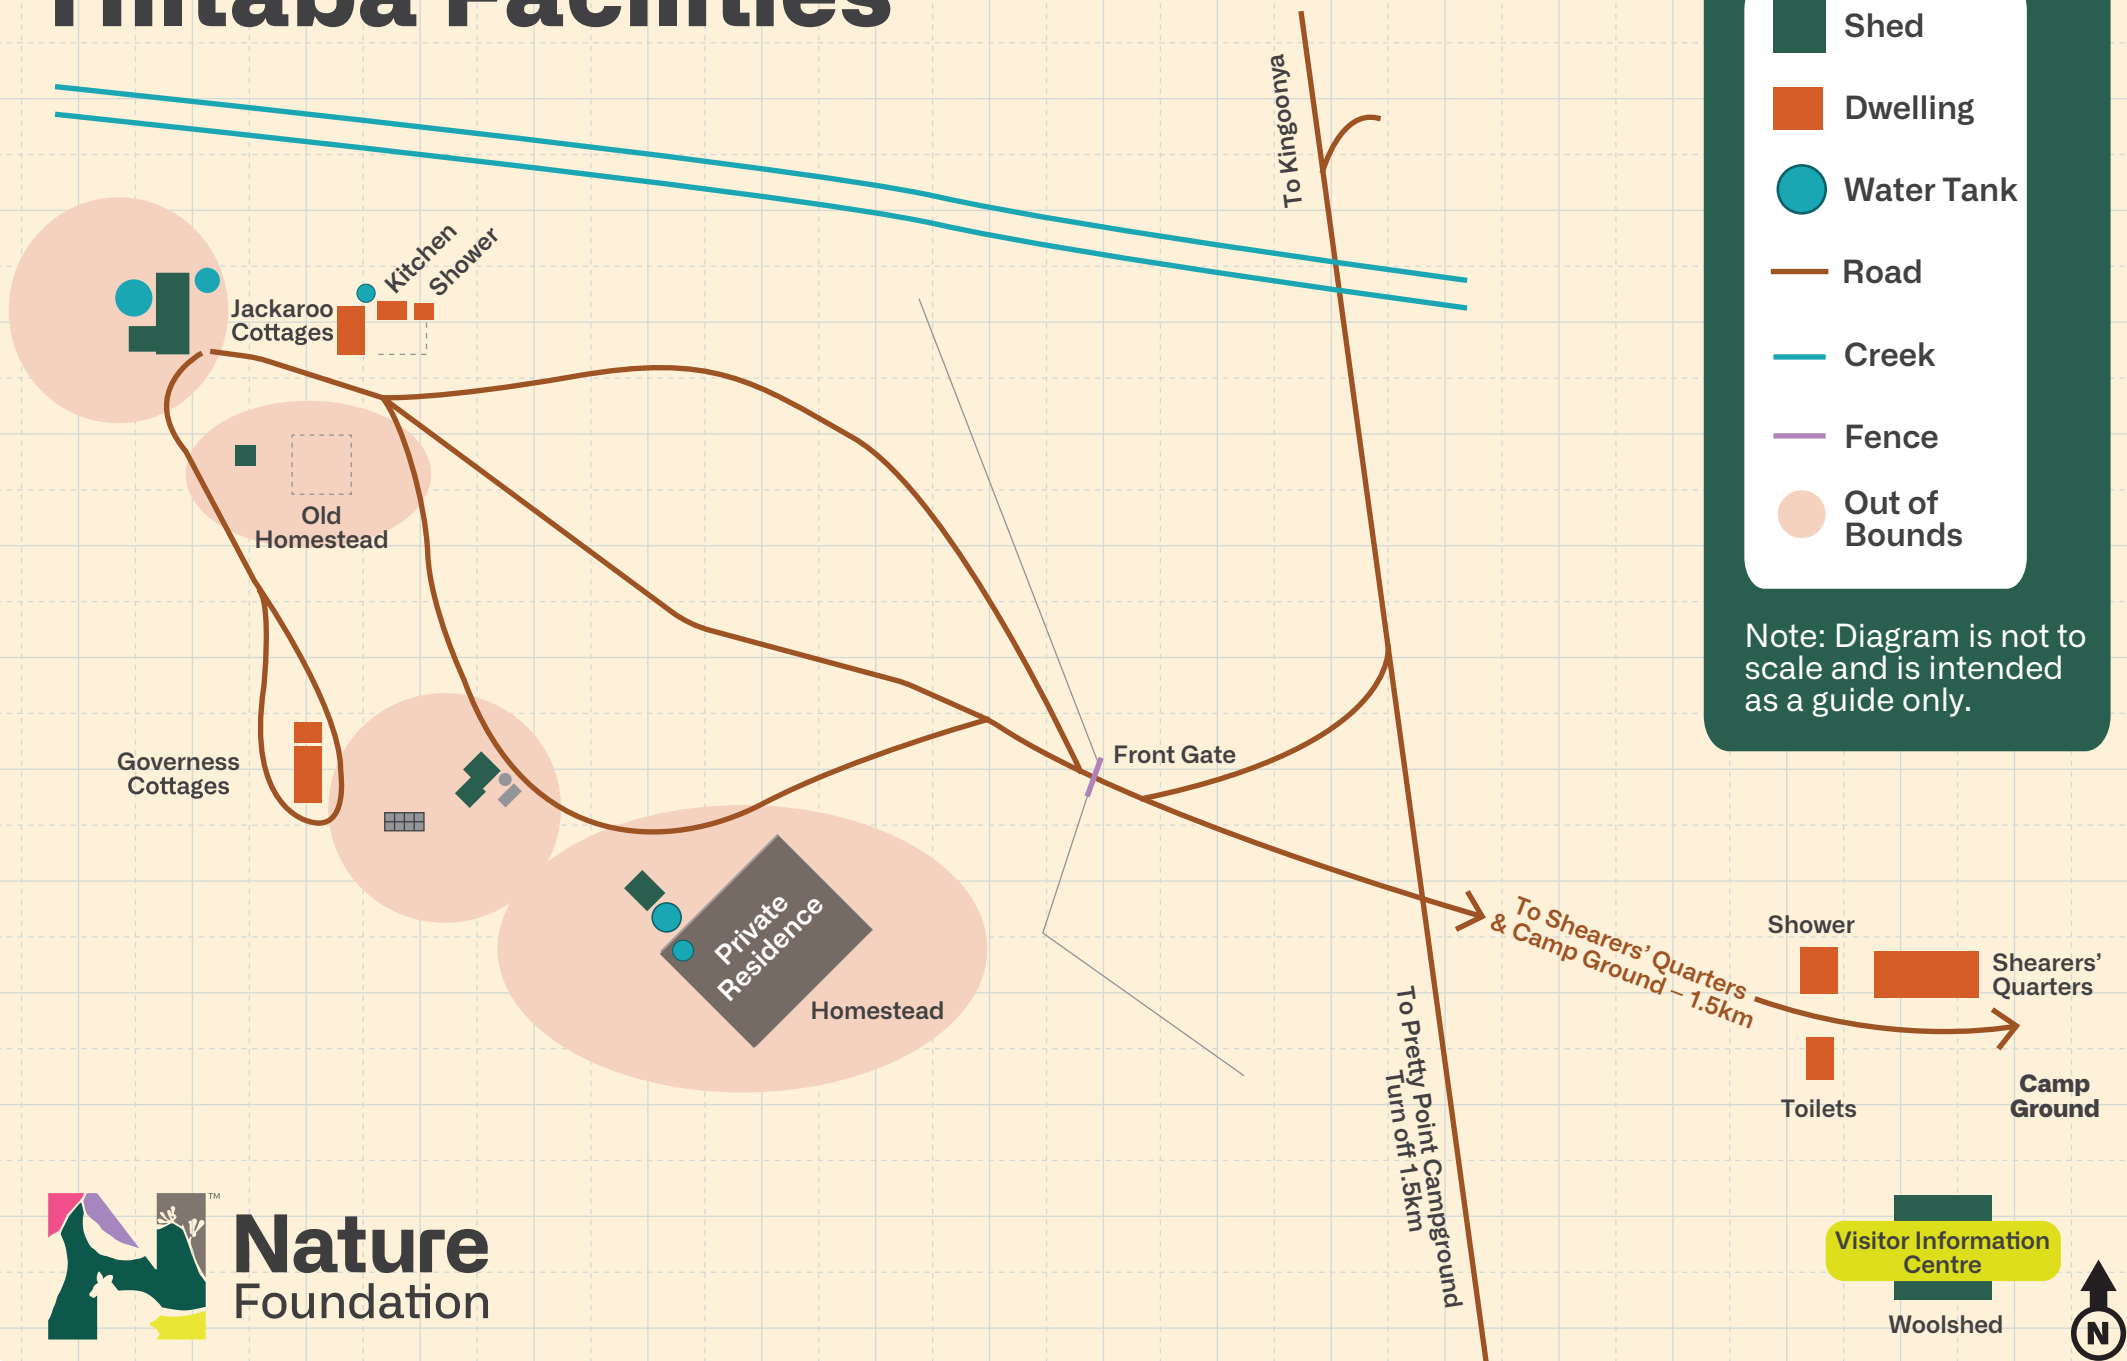 Hiltaba Facilities
Shed
Dwelling
Water Tank
Road
Creek
Fence
Out of
Bounds
Note: Diagram is not to
scale and is intended
as a guide only.
To Kingoonya
Kitchen
Shower
Jackaroo
Cottages
Old
Homestead
Governess
Cottages
Front Gate
Private
Residence
Homestead
To Shearers’ Quarters
& Camp Ground – 1.5km
Shower
Shearers’
Quarters
Toilets
Camp
Ground
To Pretty Point Campground
Turn off 1.5km
Visitor Information
Centre
Woolshed
N
TM
Nature
Foundation